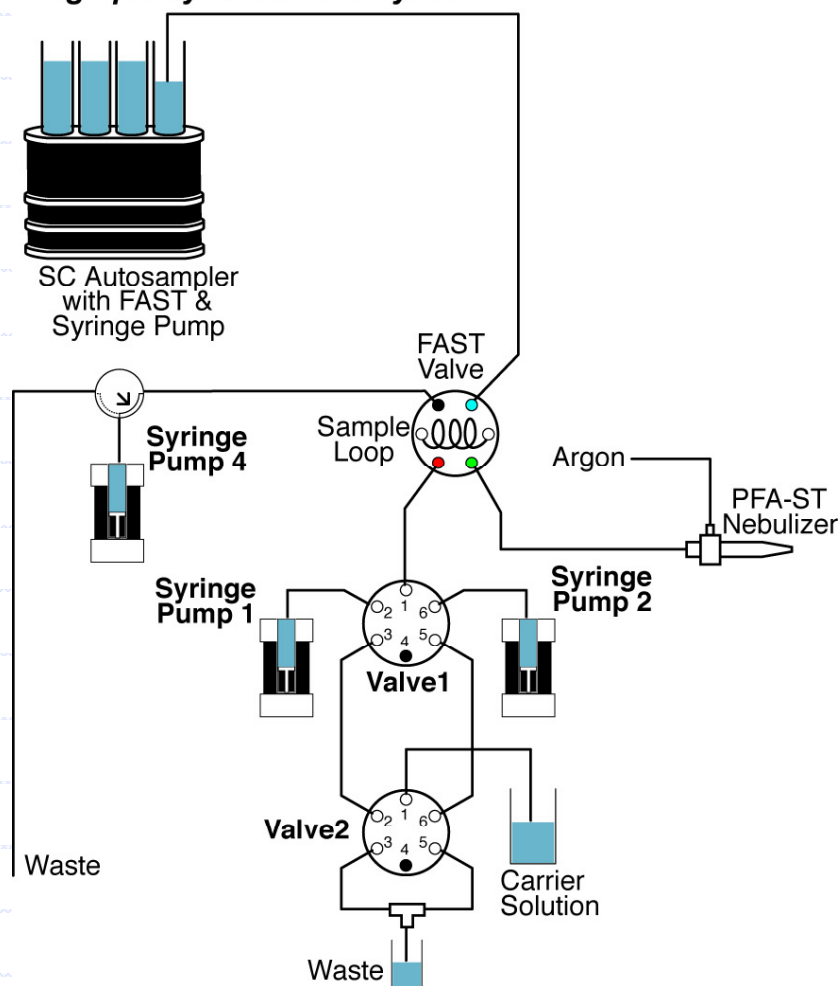 SC Autosampler
with FAST &
Syringe Pump
FAST
Valve
Sample
Loop
Syringe
Pump 4
Argon
PFA-ST
Nebulizer
Syringe
Pump 1
Syringe
Pump 2
2 1 6
3 4 5
Valve1
Valve2
2 1 6
3 4 5
Waste
Carrier
Solution
Waste